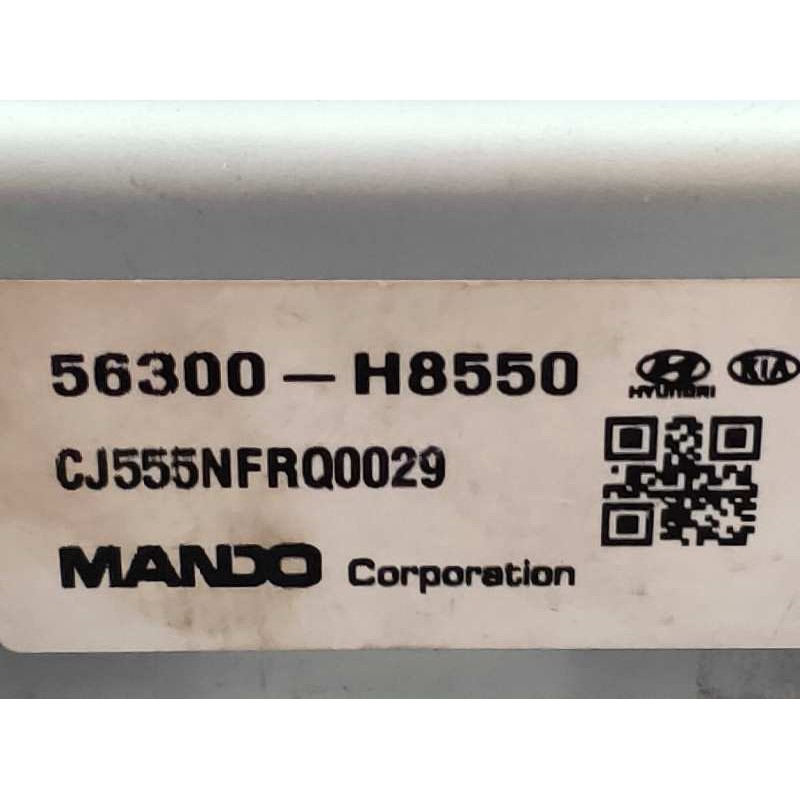 56300-H8550
HYUNDAI
KIA
CJ555NFRQ0029
MANDO Corporation